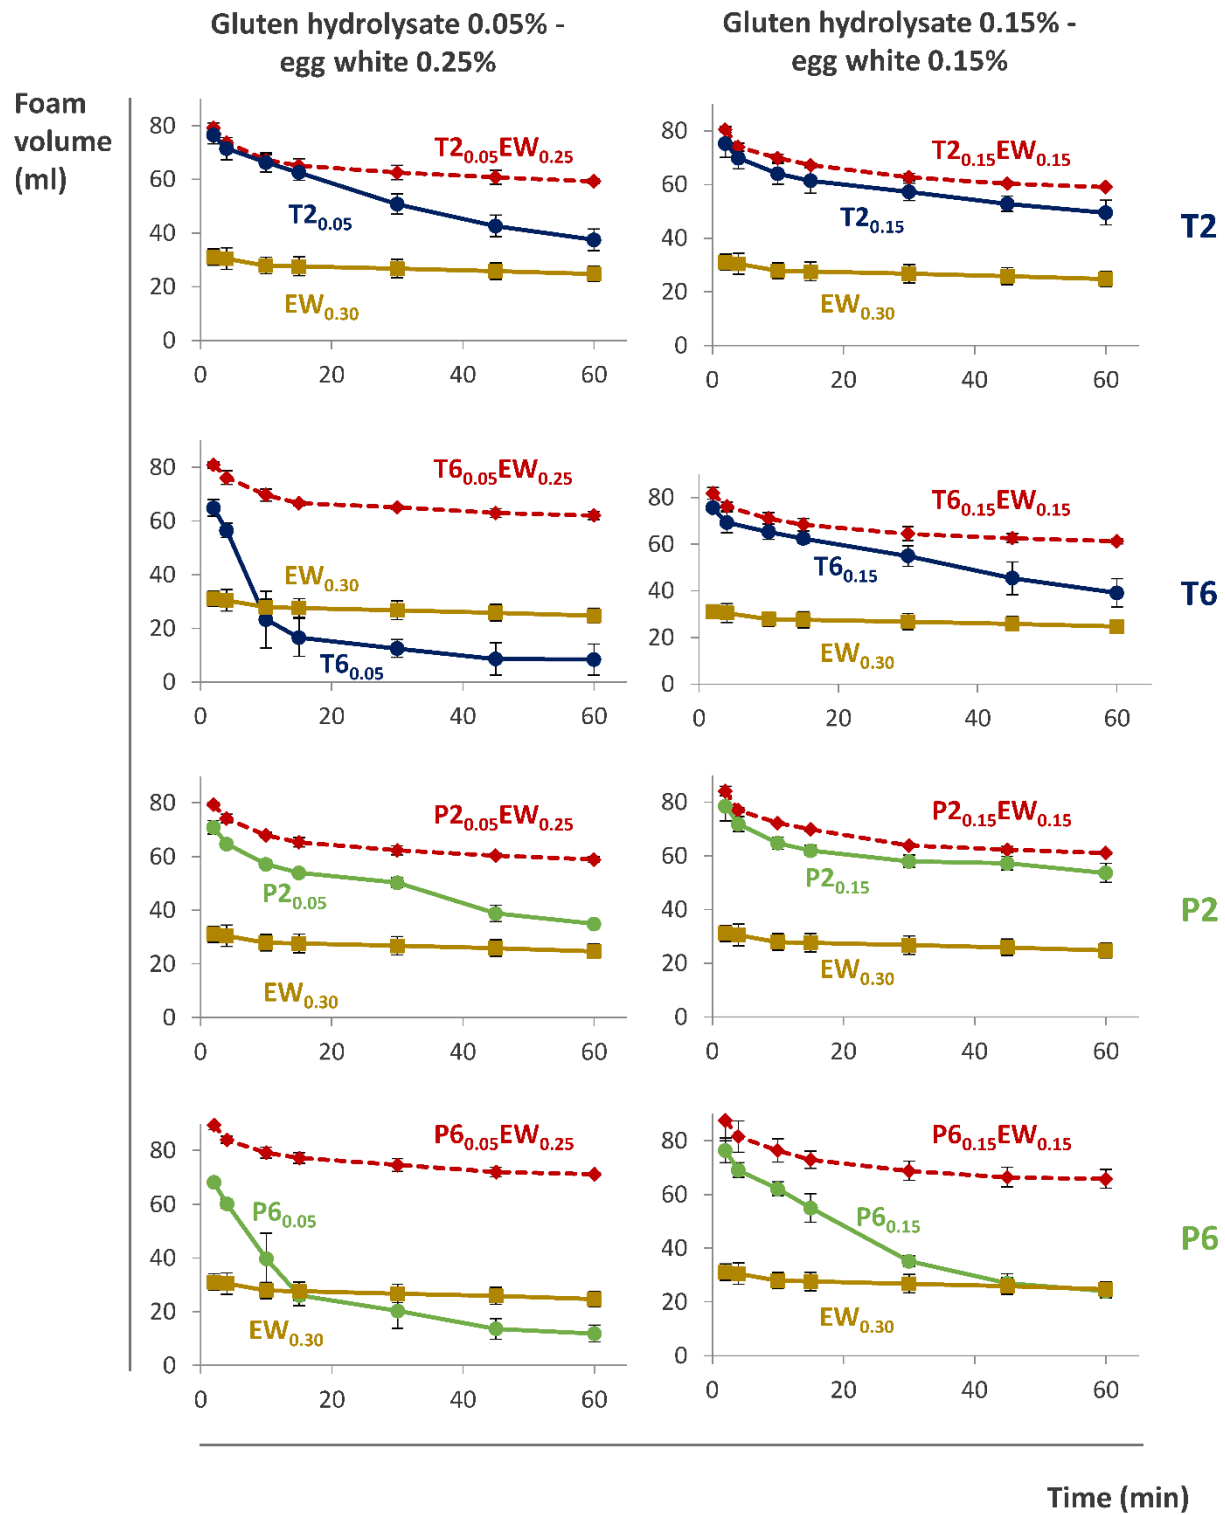 Gluten hydrolysate 0.05% -
egg white 0.25%
Gluten hydrolysate 0.15% -
egg white 0.15%
Foam
volume
(ml)
80
60
40
20
0
0 20 40 60
T20.05EW0.25
T20.05
EW0.30
80
60
40
20
0
0 20 40 60
T20.15EW0.15
T20.15
EW0.30
T2
80
60
40
20
0
0 20 40 60
T60.05EW0.25
EW0.30
T60.05
80
60
40
20
0
0 20 40 60
T60.15EW0.15
T60.15
EW0.30
T6
80
60
40
20
0
0 20 40 60
P20.05EW0.25
P20.05
EW0.30
80
60
40
20
0
0 20 40 60
P20.15EW0.15
P20.15
EW0.30
P2
80
60
40
20
0
0 20 40 60
P60.05EW0.25
P60.05
EW0.30
80
60
40
20
0
0 20 40 60
P60.15EW0.15
P60.15
EW0.30
P6
Time (min)